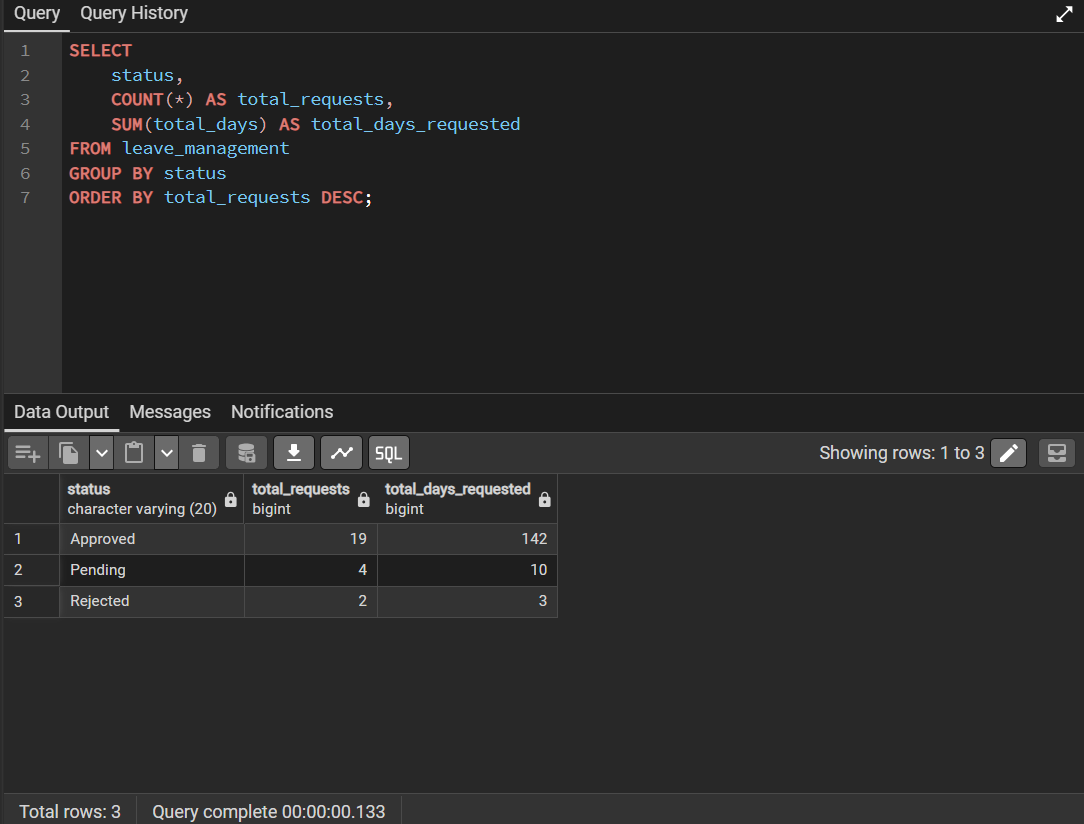 Query Query History
1 SELECT
2 status,
3 COUNT(*) AS total_requests,
4 SUM(total_days) AS total_days_requested
5 FROM leave_management
6 GROUP BY status
7 ORDER BY total_requests DESC;
Data Output Messages Notifications
SQL Showing rows: 1 to 3
status total_requests total_days_requested
character varying (20) bigint bigint
1 Approved 19 142
2 Pending 4 10
3 Rejected 2 3
Total rows: 3 Query complete 00:00:00.133